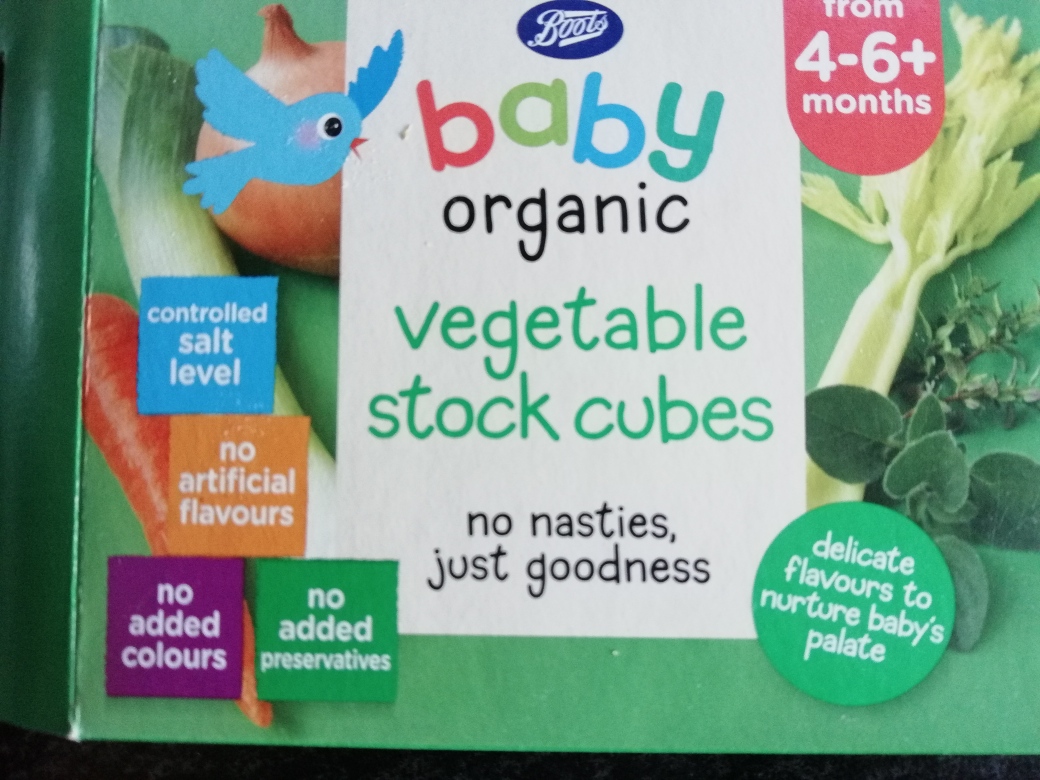 Boots
from
4-6+
months
baby
organic
vegetable
stock cubes
controlled
salt
level
no
artificial
flavours
no
added
colours
no
added
preservatives
no nasties,
just goodness
delicate
flavours to
nurture baby's
palate